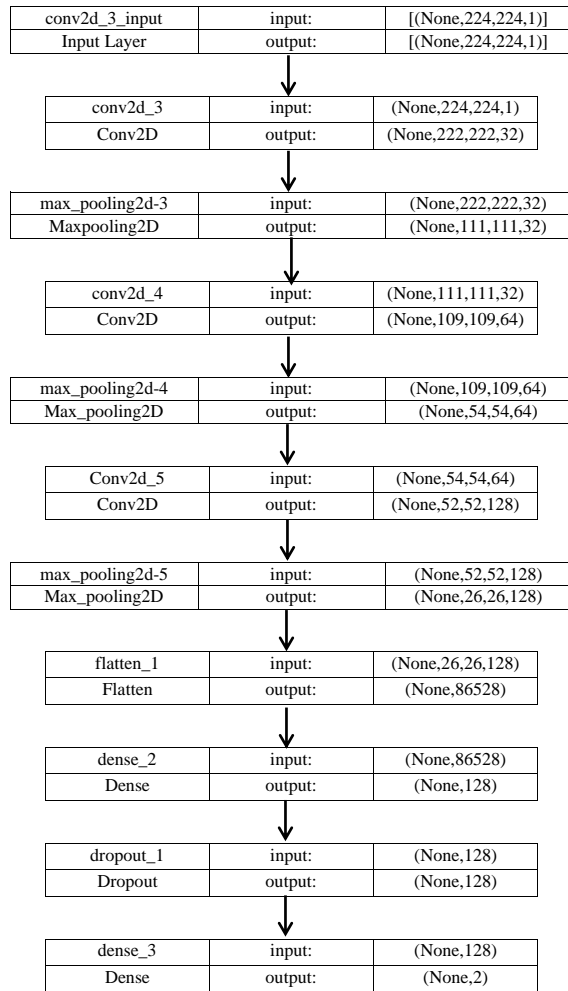 conv2d_3_input input: [(None,224,224,1)]
Input Layer output: [(None,224,224,1)]
conv2d_3 input: (None,224,224,1)
Conv2D output: (None,222,222,32)
max_pooling2d-3 input: (None,222,222,32)
Maxpooling2D output: (None,111,111,32)
conv2d_4 input: (None,111,111,32)
Conv2D output: (None,109,109,64)
max_pooling2d-4 input: (None,109,109,64)
Max_pooling2D output: (None,54,54,64)
Conv2d_5 input: (None,54,54,64)
Conv2D output: (None,52,52,128)
max_pooling2d-5 input: (None,52,52,128)
Max_pooling2D output: (None,26,26,128)
flatten_1 input: (None,26,26,128)
Flatten output: (None,86528)
dense_2 input: (None,86528)
Dense output: (None,128)
dropout_1 input: (None,128)
Dropout output: (None,128)
dense_3 input: (None,128)
Dense output: (None,2)